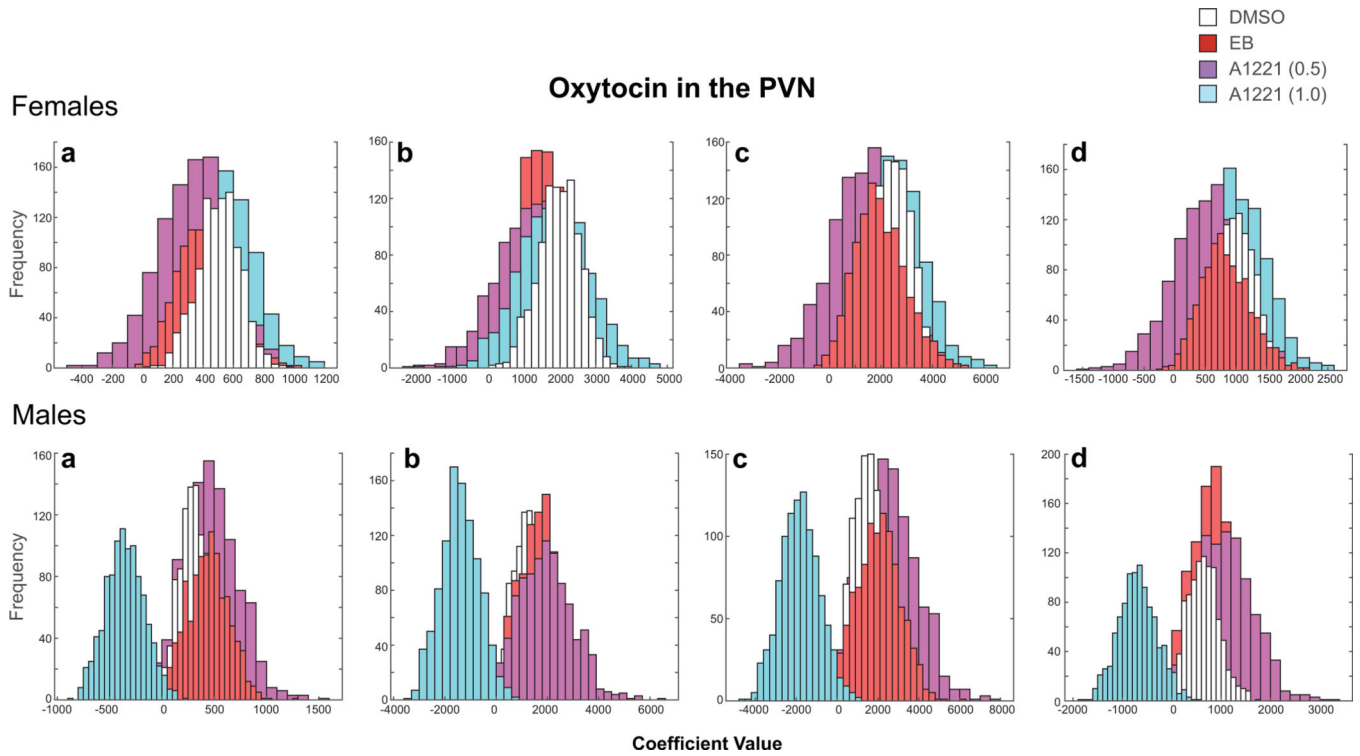 DMSO
EB
A1221 (0.5)
A1221 (1.0)
Oxytocin in the PVN
Females
a
b
c
d
Frequency
160
120
80
40
0
-400 -200 0 200 400 600 800 1000 1200
160
120
80
40
0
-2000 -1000 0 1000 2000 3000 4000 5000
160
120
80
40
0
-4000 -2000 0 2000 4000 6000
160
120
80
40
0
-1500 -1000 -500 0 500 1000 1500 2000 2500
Males
a
b
c
d
Frequency
160
120
80
40
0
-1000 -500 0 500 1000 1500
160
120
80
40
0
-4000 -2000 0 2000 4000 6000
150
100
50
0
-4000 -2000 0 2000 4000 6000 8000
200
160
120
80
40
0
-2000 -1000 0 1000 2000 3000
Coefficient Value